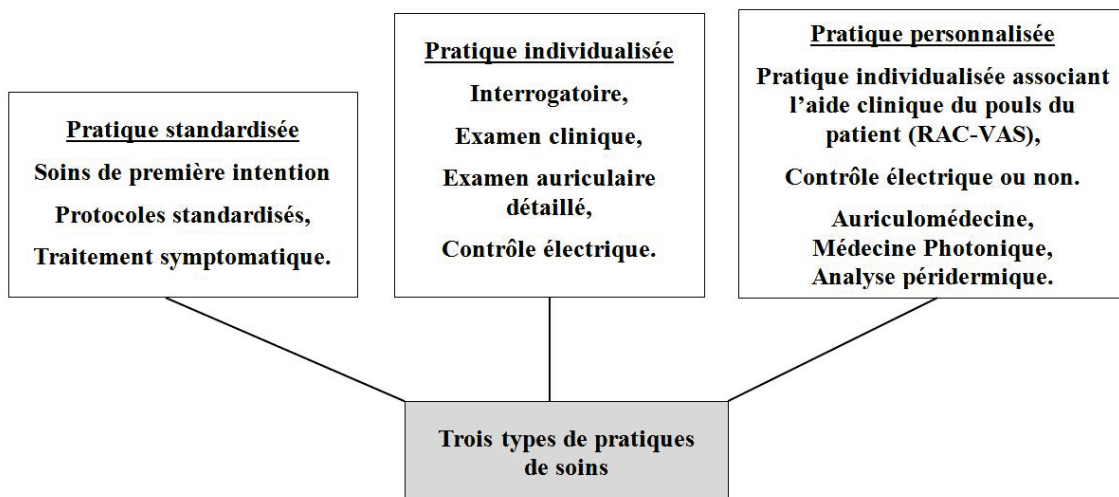 Pratique standardisée
Soins de première intention
Protocoles standardisés,
Traitement symptomatique.
Pratique individualisée
Interrogatoire,
Examen clinique,
Examen auriculaire
détaillé,
Contrôle électrique.
Pratique personnalisée
Pratique individualisée associant
l’aide clinique du pouls du
patient (RAC-VAS),
Contrôle électrique ou non.
Auriculomédecine,
Médecine Photonique,
Analyse péridermique.
Trois types de pratiques
de soins